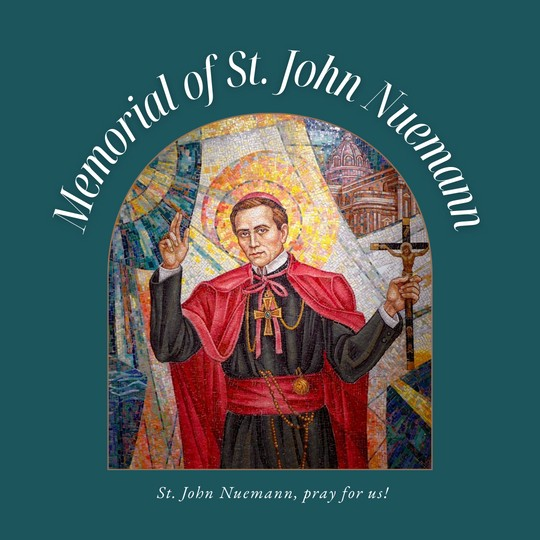 Memorial of St. John Nuemann
St. John Nuemann, pray for us!